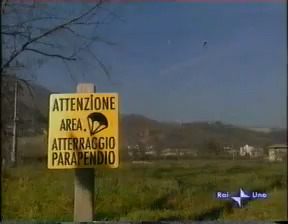 ATTENZIONE
AREA.
ATTERRAGGIO
PARAPENDIO
Rai Uno